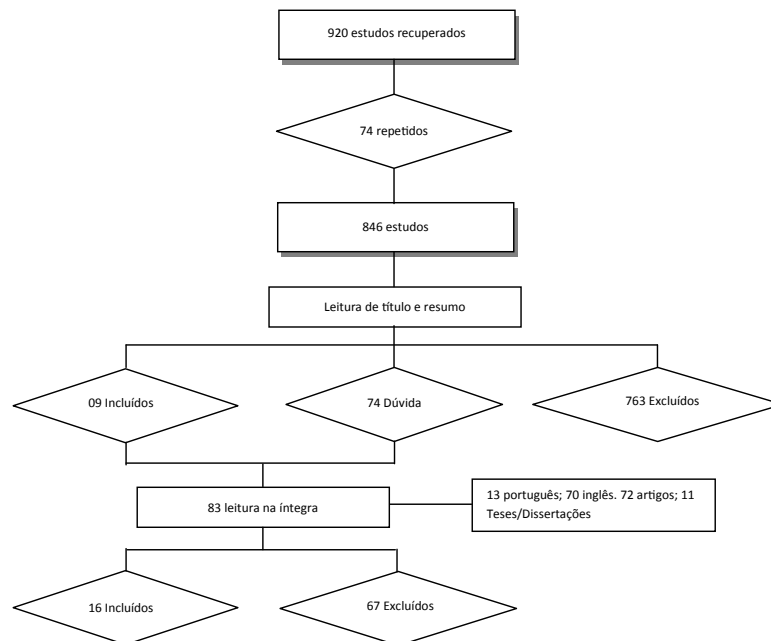 920 estudos recuperados
74 repetidos
846 estudos
Leitura de título e resumo
09 Incluídos
74 Dúvida
763 Excluídos
83 leitura na íntegra
13 português; 70 inglês. 72 artigos; 11
Teses/Dissertações
16 Incluídos
67 Excluídos